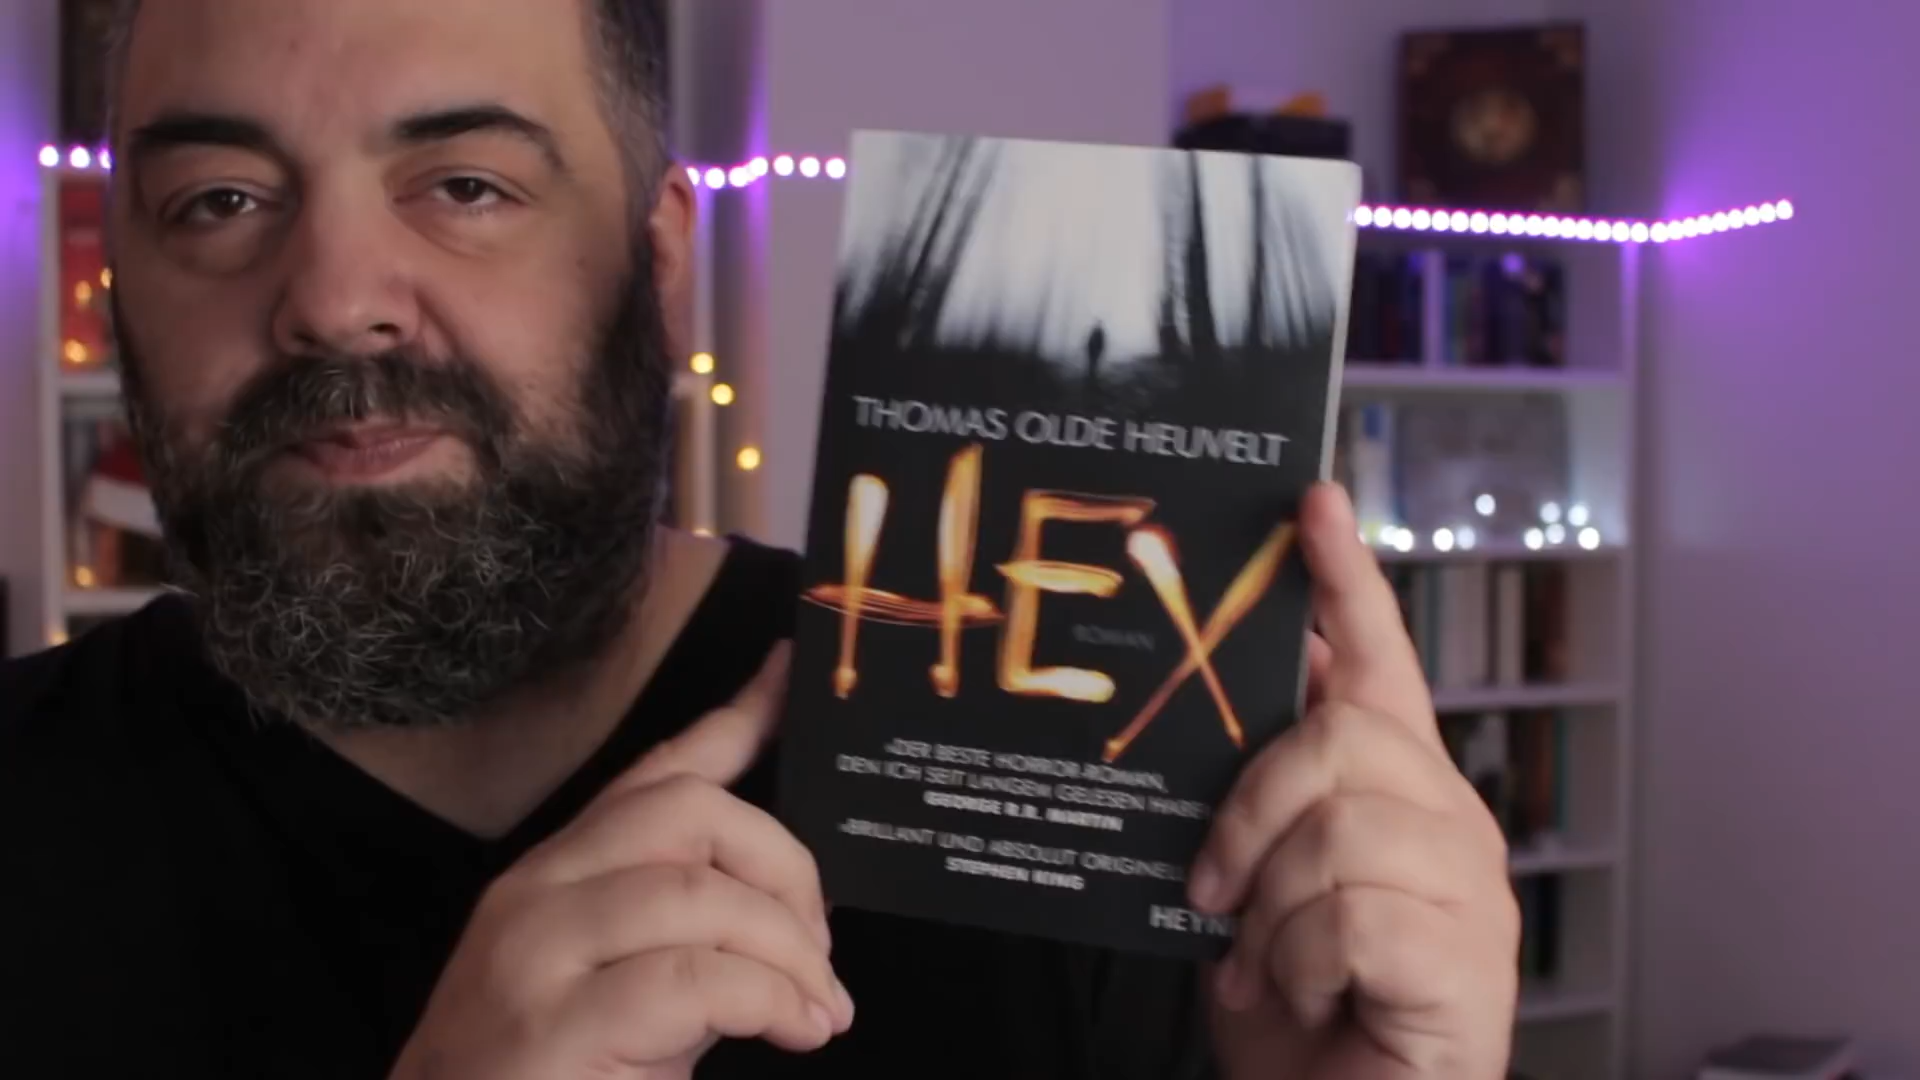 THOMAS OLDE HEUVELT
HEX
ROMAN
»DER BESTE HORROR-ROMAN,
DEN ICH SEIT LANGEM GELESEN HABE
GEORGE R.R. MARTIN
»BRILLANT UND ABSOLUT ORIGINELL
STEPHEN KING
HEYN